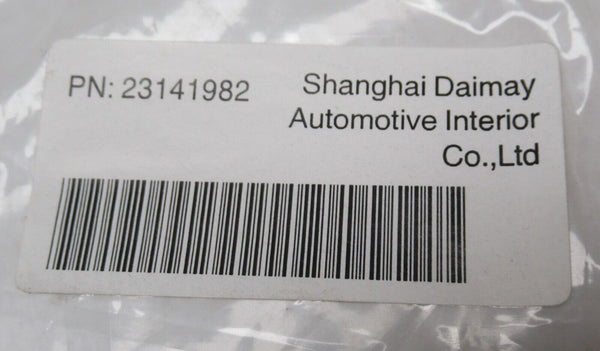 PN: 23141982
Shanghai Daimay
Automotive Interior
Co.,Ltd